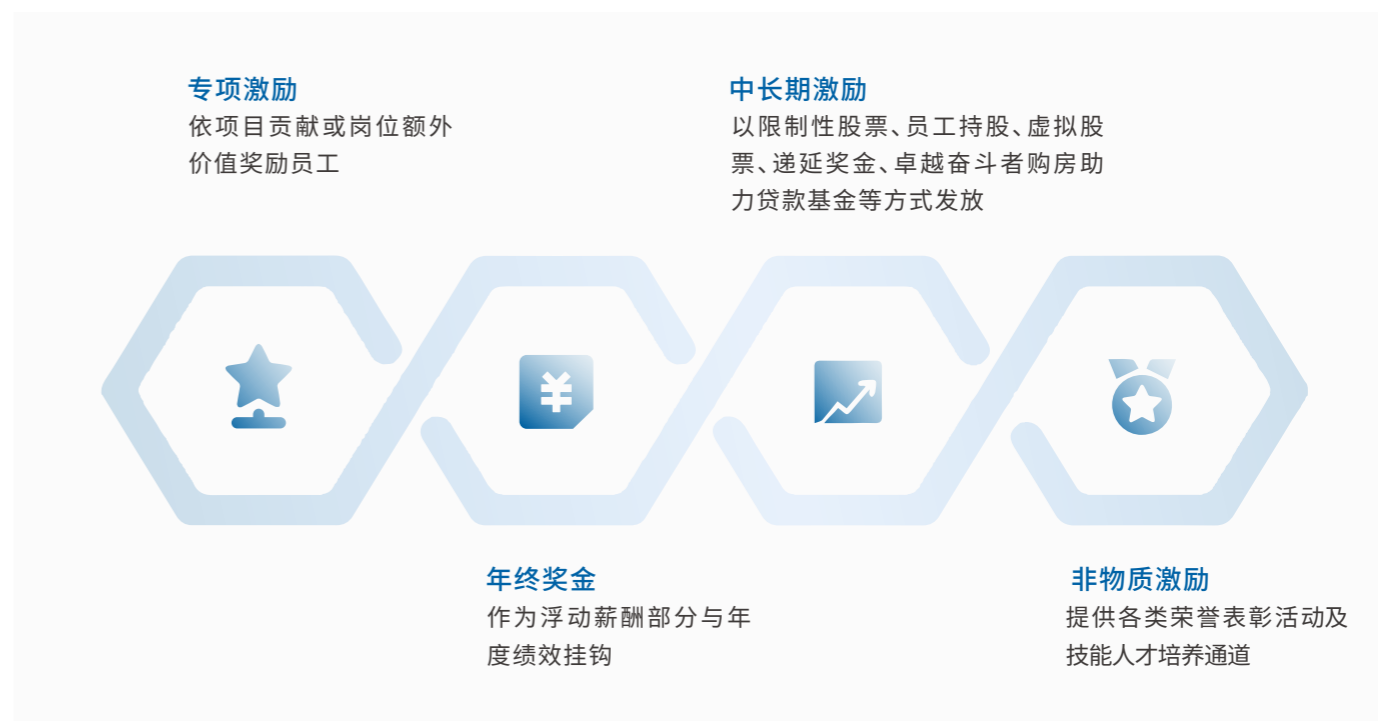 专项激励
依项目贡献或岗位额外
价值奖励员工
中长期激励
以限制性股票、员工持股、虚拟股
票、递延奖金、卓越奋斗者购房助
力贷款基金等方式发放
¥
年终奖金
作为浮动薪酬部分与年
度绩效挂钩
非物质激励
提供各类荣誉表彰活动及
技能人才培养通道